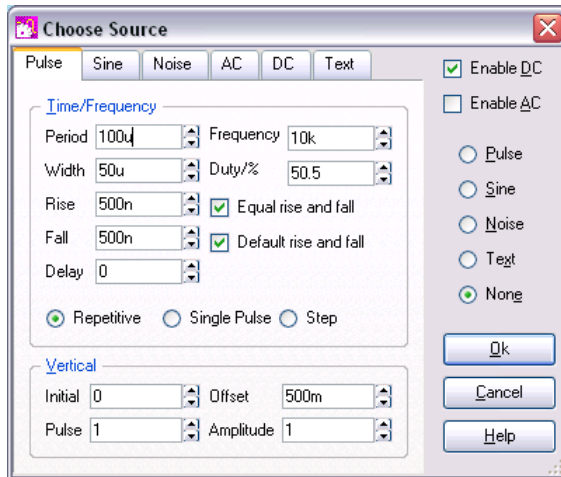 Choose Source
Pulse Sine Noise AC DC Text
Enable DC
Enable AC
Time/Frequency
Period 100u Frequency 10k
Width 50u Duty/% 50.5
Rise 500n Equal rise and fall
Fall 500n Default rise and fall
Delay 0
Repetitive Single Pulse Step
Pulse
Sine
Noise
Text
None
Vertical
Initial 0 Offset 500m
Pulse 1 Amplitude 1
Ok
Cancel
Help